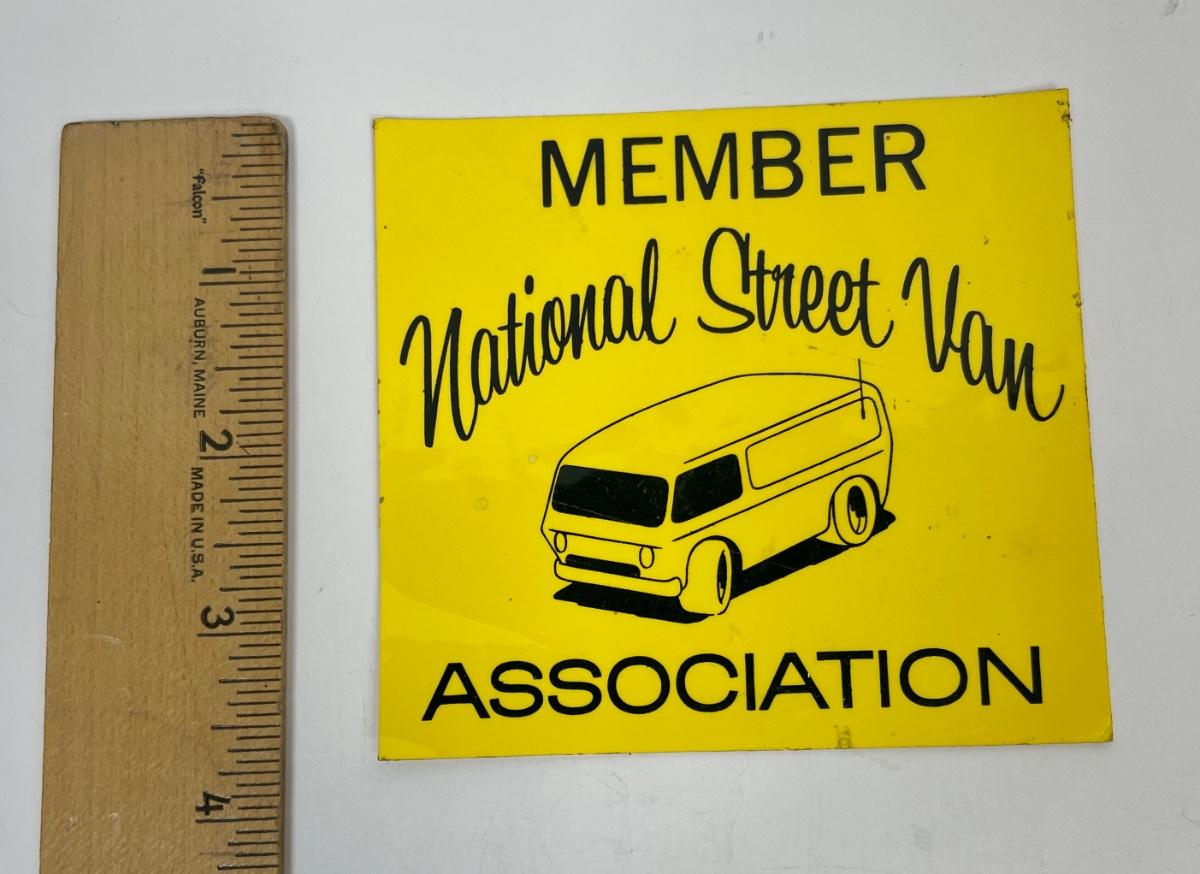 "Falcon"
1
AUBURN, MAINE
2
MADE IN U.S.A.
3
4
MEMBER
National Street Van
ASSOCIATION